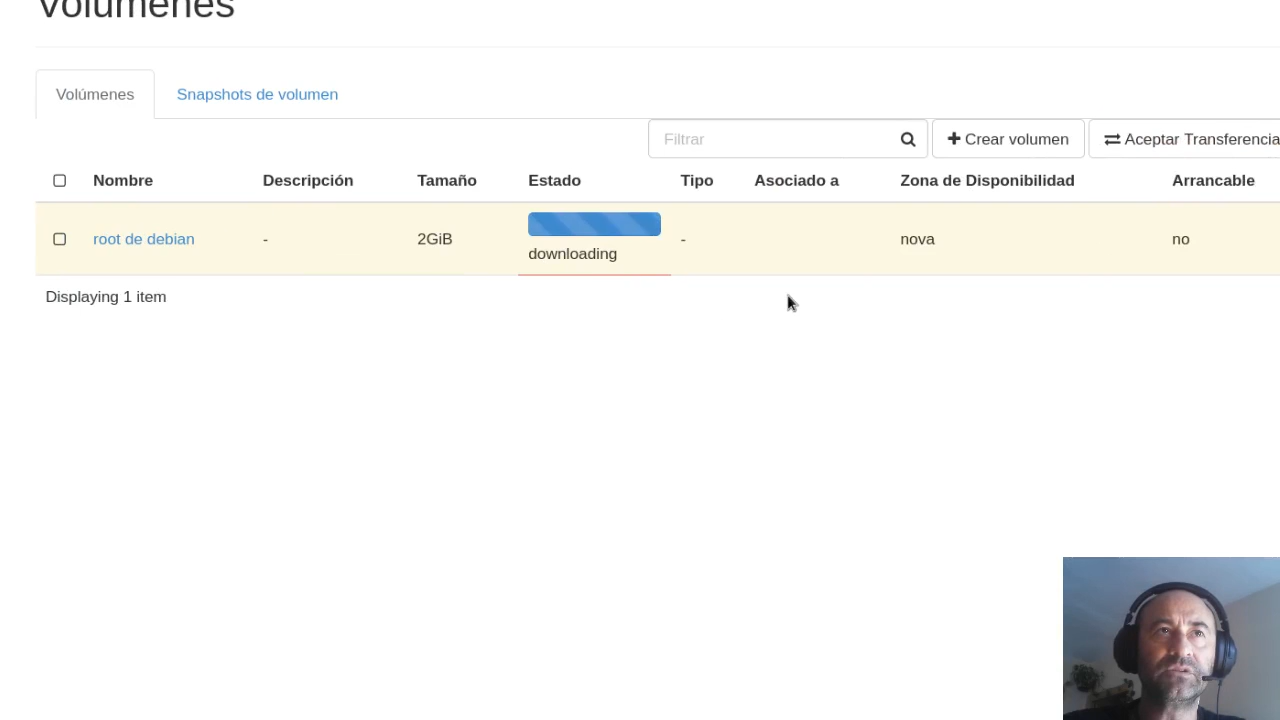 Volúmenes
Volúmenes Snapshots de volumen
Filtrar Crear volumen Aceptar Transferencia
Nombre Descripción Tamaño Estado Tipo Asociado a Zona de Disponibilidad Arrancable
root de debian - 2GiB downloading - nova no
Displaying 1 item